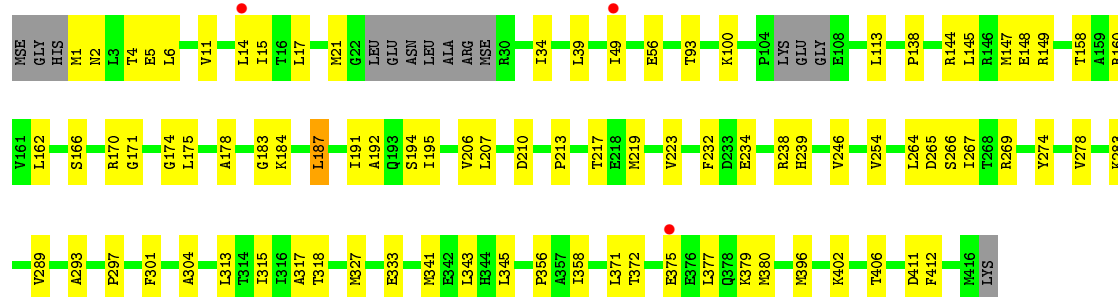 MSE GLY HIS M1 N2 L3 T4 E5 L6 V11 L14 I15 T16 L17 M21 G22 LEU GLU ASN LEU ALA ARG MSE R30 I34 L39 I49 E56 T93 K100 P104 LYS GLU GLY E108 L113 P138 R144 L145 R146 M147 E148 R149 T158 A159 R160
V161 L162 S166 R170 G171 G174 L175 A178 G183 K184 L187 I191 A192 Q193 S194 I195 V206 L207 D210 P213 T217 E218 M219 V223 F232 D233 E234 R238 H239 V246 V254 L264 D265 S266 I267 T268 R269 Y274 V278 K282
V289 A293 P297 F301 A304 L313 T314 I315 I316 A317 T318 M327 E333 M341 E342 L343 H344 L345 P356 A357 I358 L371 T372 E375 E376 L377 Q378 K379 M380 M396 K402 T406 D411 F412 M416 LYS